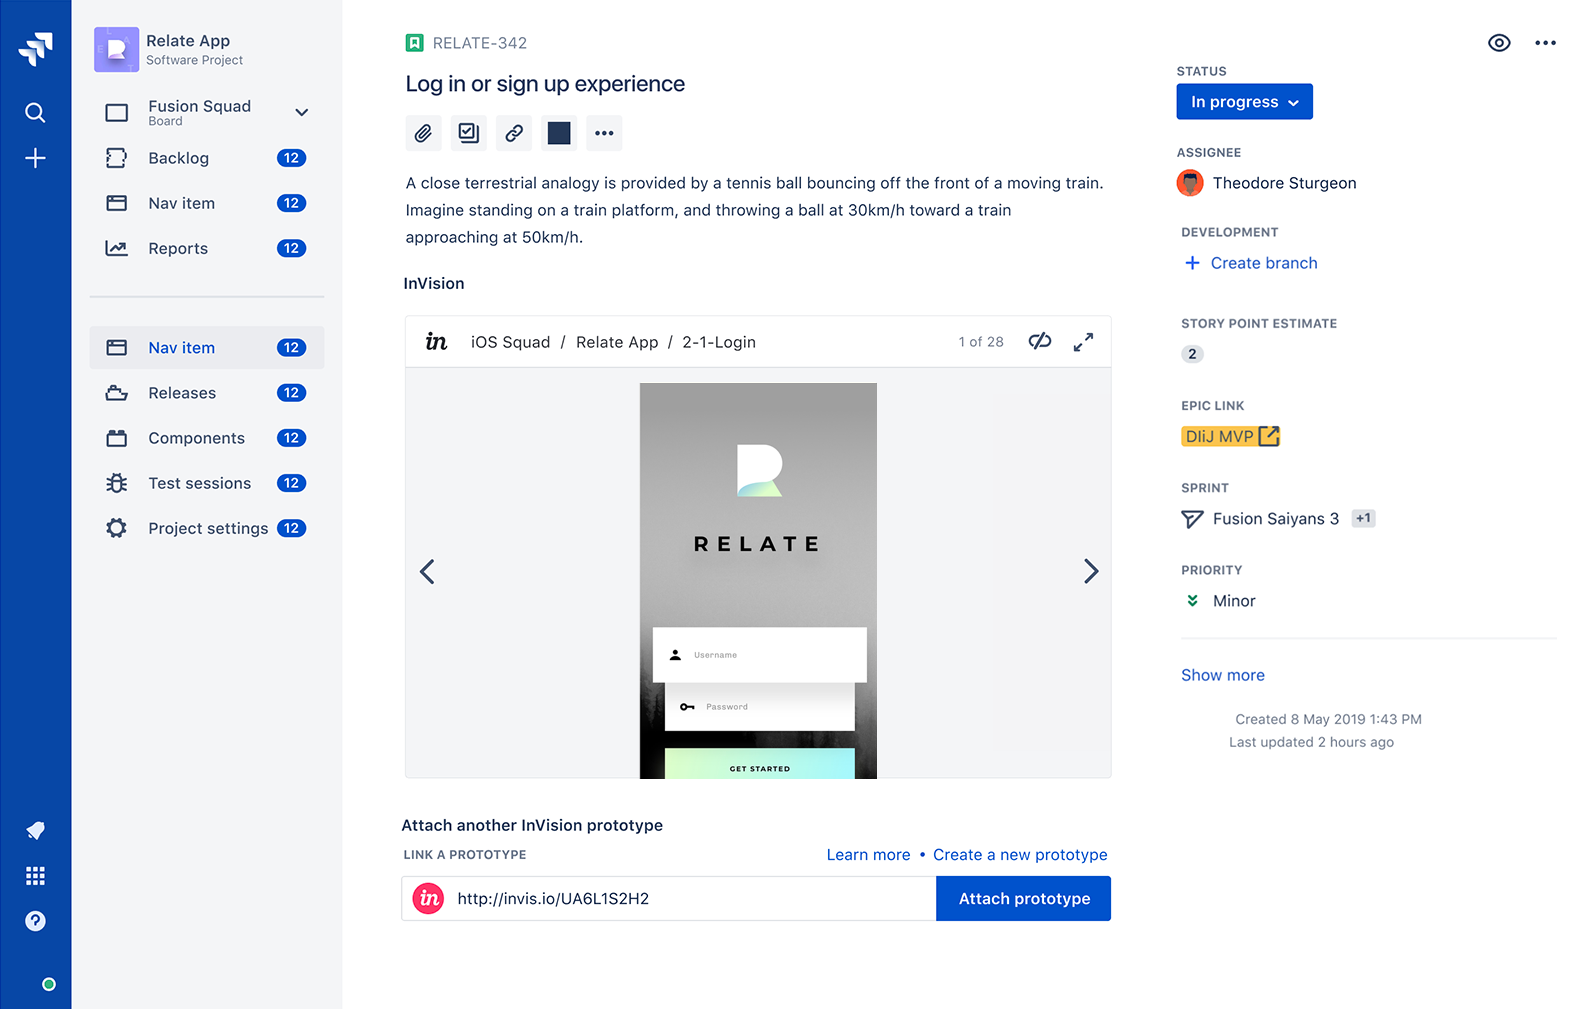 Relate App
Software Project
Fusion Squad
Board
Backlog 12
Nav item 12
Reports 12
Nav item 12
Releases 12
Components 12
Test sessions 12
Project settings 12
RELATE-342
Log in or sign up experience
A close terrestrial analogy is provided by a tennis ball bouncing off the front of a moving train.
Imagine standing on a train platform, and throwing a ball at 30km/h toward a train
approaching at 50km/h.
InVision
in iOS Squad / Relate App / 2-1-Login 1 of 28
R
RELATE
Username
Password
GET STARTED
Attach another InVision prototype
LINK A PROTOTYPE Learn more • Create a new prototype
in http://invis.io/UA6L1S2H2 Attach prototype
STATUS
In progress
ASSIGNEE
Theodore Sturgeon
DEVELOPMENT
+ Create branch
STORY POINT ESTIMATE
2
EPIC LINK
DIiJ MVP
SPRINT
Fusion Saiyans 3 +1
PRIORITY
Minor
Show more
Created 8 May 2019 1:43 PM
Last updated 2 hours ago